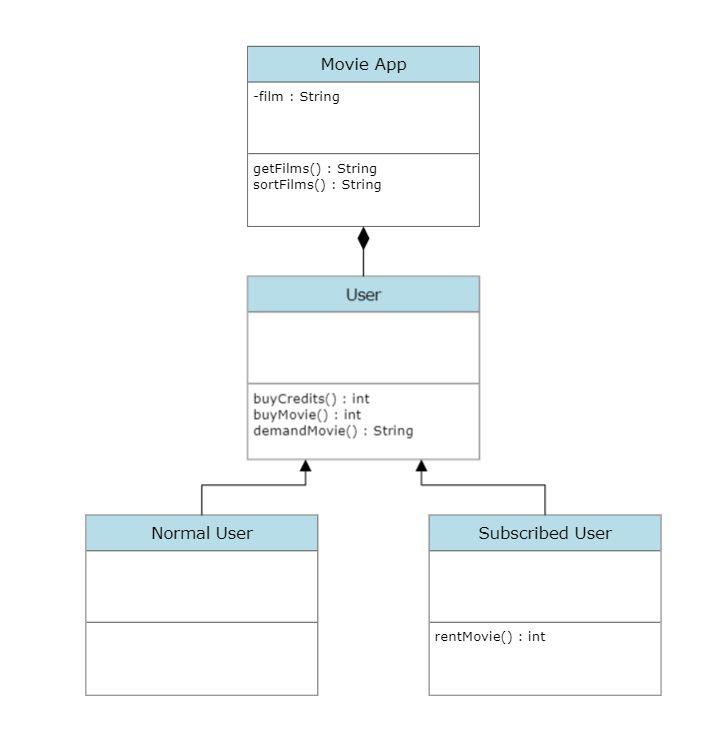 Movie App
-film : String
getFilms() : String
sortFilms() : String
User
buyCredits() : int
buyMovie() : int
demandMovie() : String
Normal User
Subscribed User
rentMovie() : int